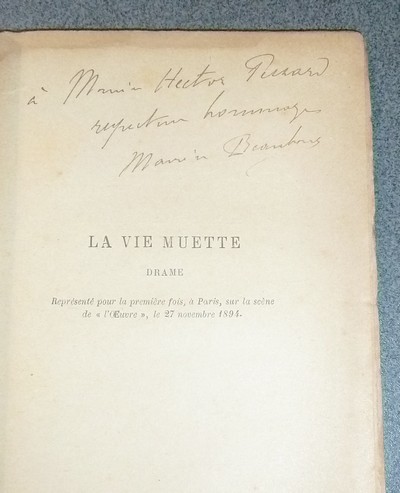 à Monsieur Hector Pessard
respectueux hommage
Maurice Beaubourg
LA VIE MUETTE
DRAME
Représenté pour la première fois, à Paris, sur la scène
de « l'Œuvre », le 27 novembre 1894.